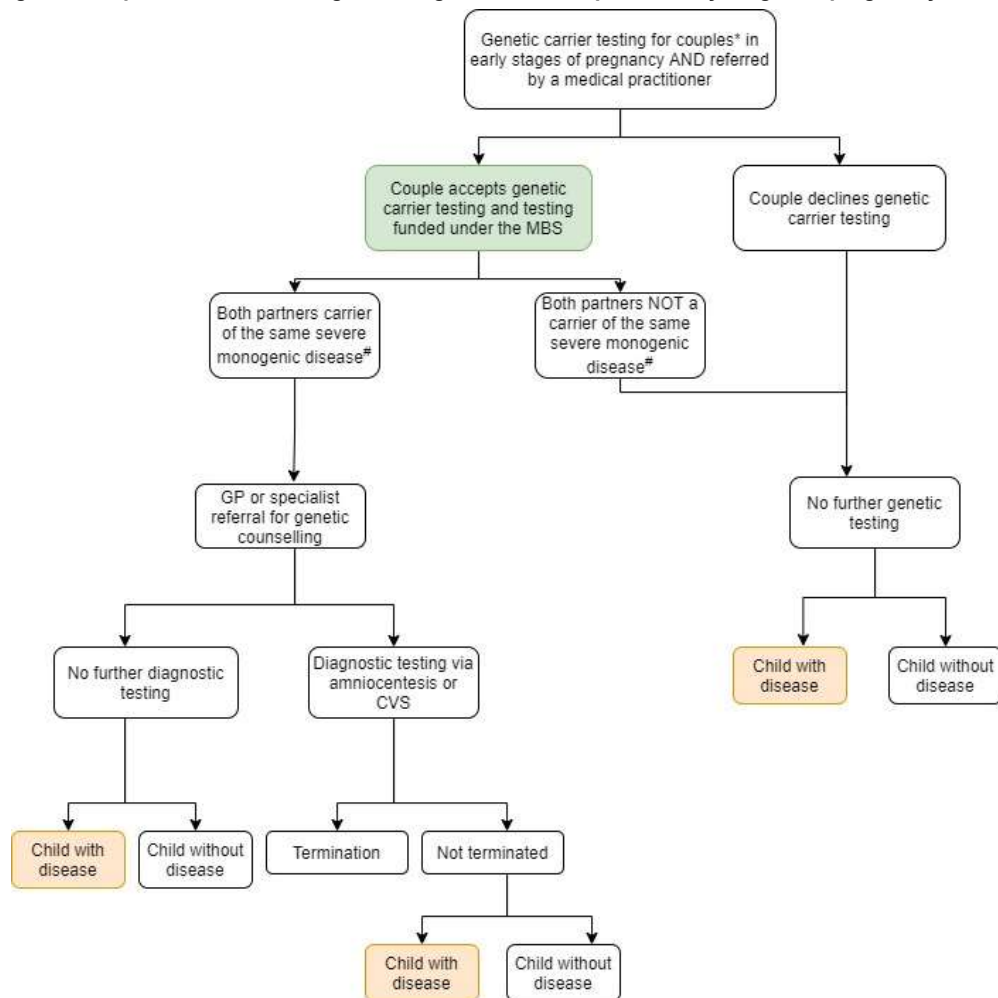 Genetic carrier testing for couples* in
early stages of pregnancy AND referred
by a medical practitioner
Couple accepts genetic
carrier testing and testing
funded under the MBS
Couple declines genetic
carrier testing
Both partners carrier
of the same severe
monogenic disease#
Both partners NOT a
carrier of the same
severe monogenic
disease#
GP or specialist
referral for genetic
counselling
No further genetic
testing
No further diagnostic
testing
Diagnostic testing via
amniocentesis or
CVS
Child with
disease
Child without
disease
Child with
disease
Child without
disease
Termination
Not terminated
Child with
disease
Child without
disease